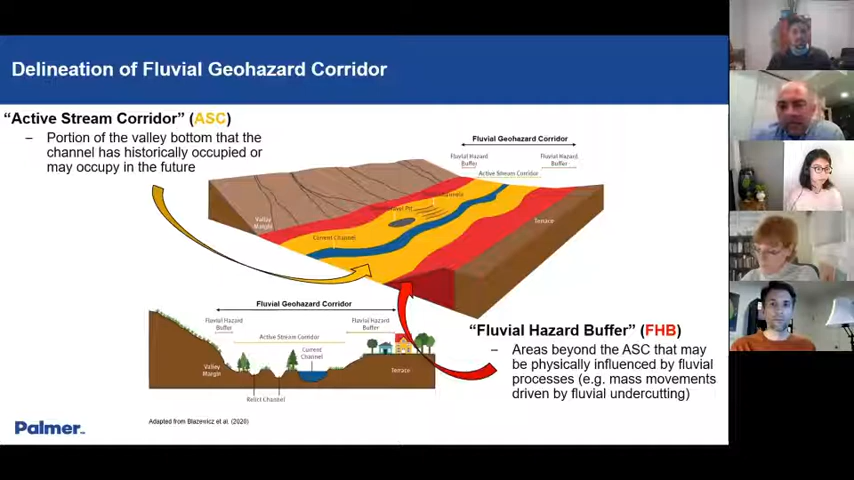 Delineation of Fluvial Geohazard Corridor
“Active Stream Corridor” (ASC)
– Portion of the valley bottom that the
channel has historically occupied or
may occupy in the future
Fluvial Geohazard Corridor
Fluvial Hazard
Buffer
Fluvial Hazard
Buffer
Active Stream Corridor
Valley
Margin
Current Channel
Terrace
Fluvial Geohazard Corridor
Fluvial Hazard
Buffer
Active Stream Corridor
Fluvial Hazard
Buffer
Current
Channel
Valley
Margin
Terrace
Relict Channel
“Fluvial Hazard Buffer” (FHB)
– Areas beyond the ASC that may
be physically influenced by fluvial
processes (e.g. mass movements
driven by fluvial undercutting)
Adapted from Blazewicz et al. (2020)
Palmer